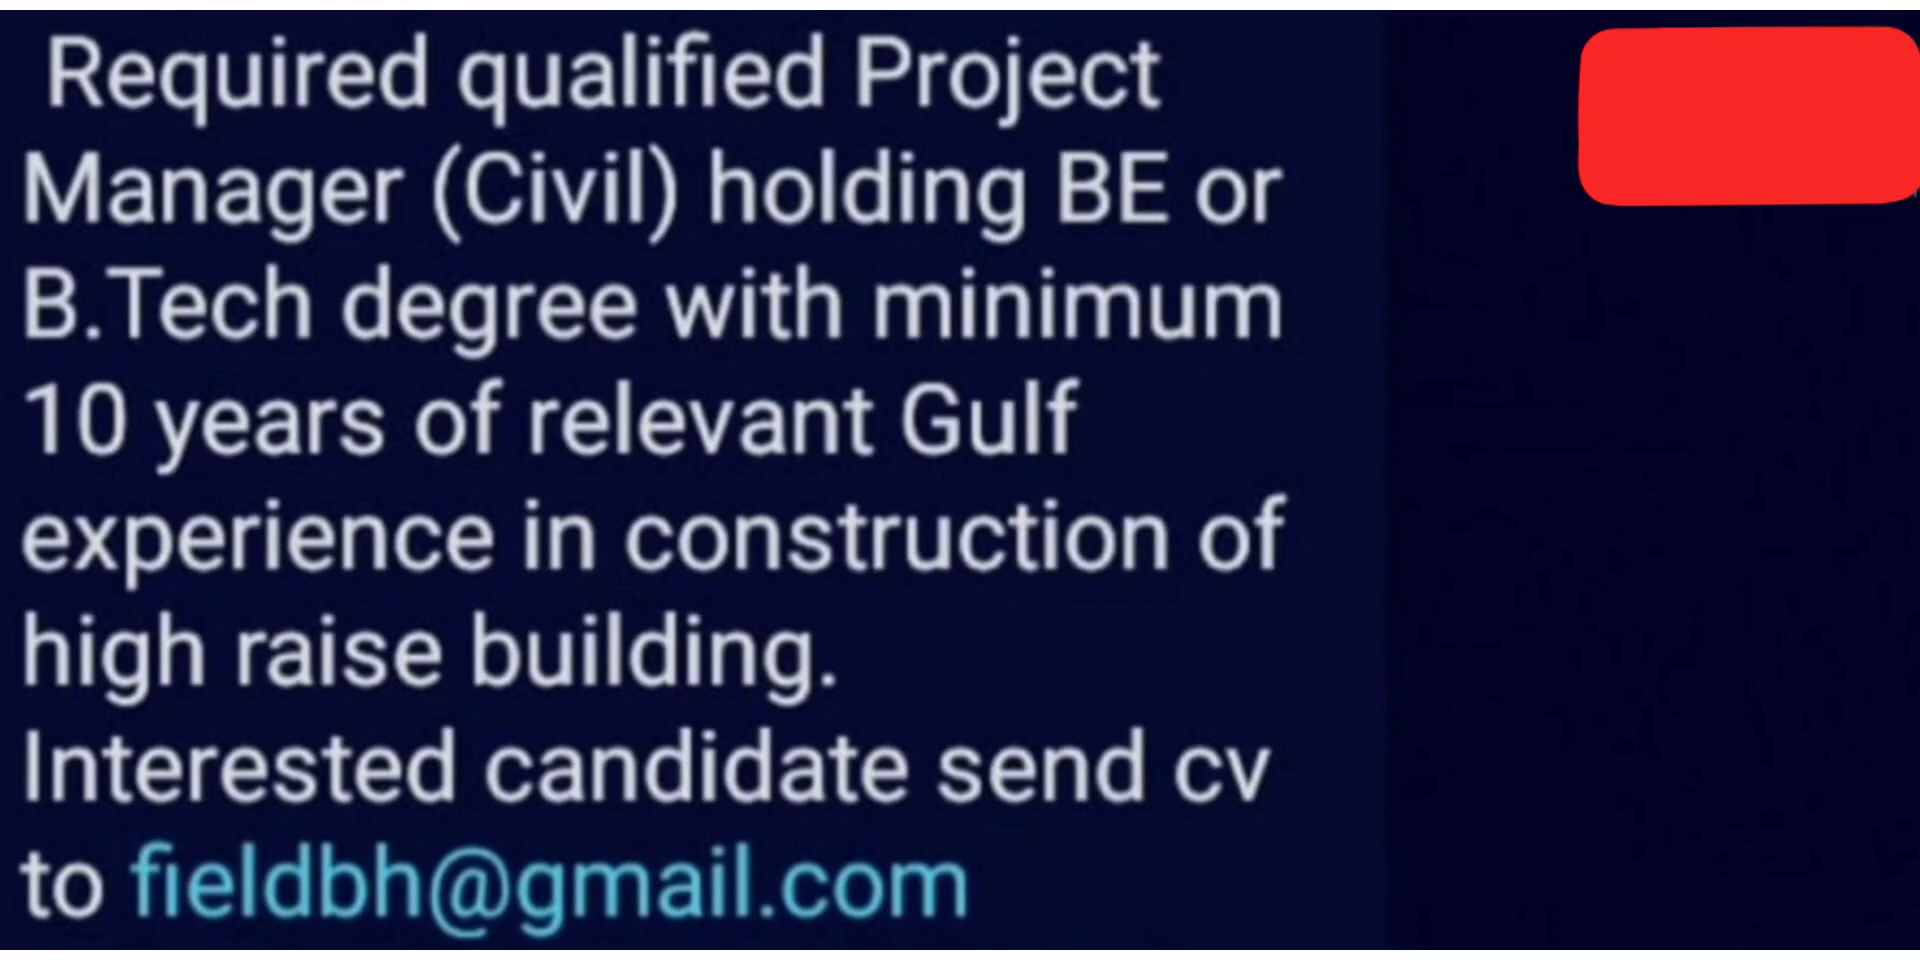 Required qualified Project
Manager (Civil) holding BE or
B.Tech degree with minimum
10 years of relevant Gulf
experience in construction of
high raise building.
Interested candidate send cv
to fieldbh@gmail.com